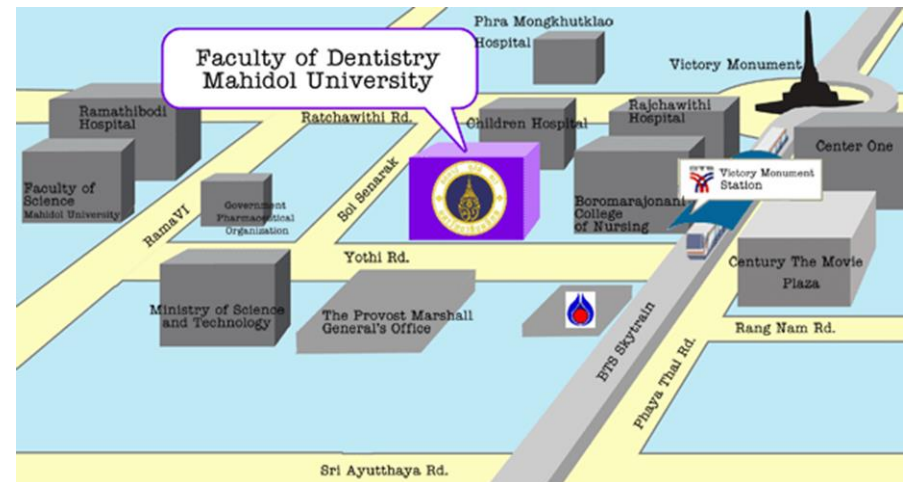 Phra Mongkhutklao
Hospital
Faculty of Dentistry
Mahidol University
Victory Monument
Ramathibodi
Hospital
Ratchawithi Rd.
Children Hospital
Rajchawithi
Hospital
Center One
Faculty of
Science
Mahidol University
RamaVI
Government
Pharmaceutical
Organization
Soi Senarak
Boromarajonani
College
of Nursing
BTS
Victory Monument
Station
Yothi Rd.
Century The Movie
Plaza
Ministry of Science
and Technology
The Provost Marshall
General's Office
BTS Skytrain
Phaya Thai Rd.
Rang Nam Rd.
Sri Ayutthaya Rd.